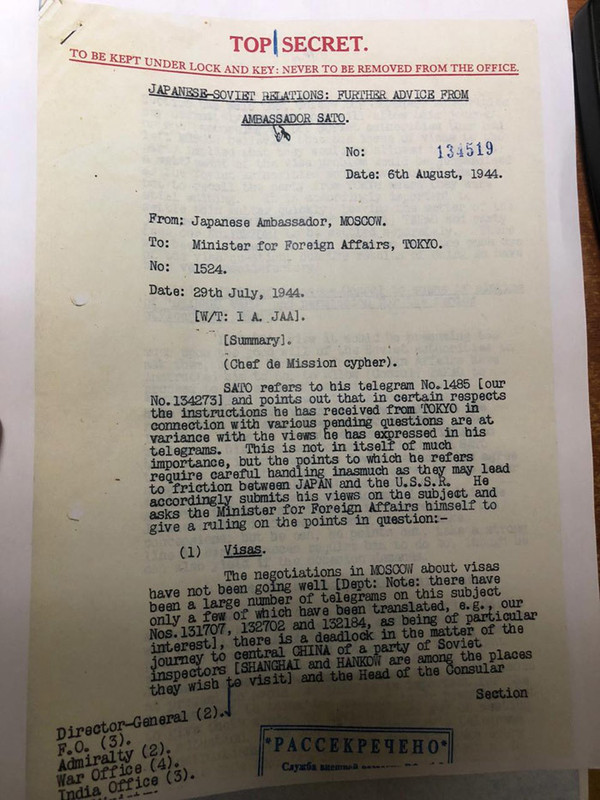 TOP SECRET.
TO BE KEPT UNDER LOCK AND KEY: NEVER TO BE REMOVED FROM THE OFFICE.
JAPANESE-SOVIET RELATIONS: FURTHER ADVICE FROM
AMBASSADOR SATO.
No: 134519
Date: 6th August, 1944.
From: Japanese Ambassador, MOSCOW.
To: Minister for Foreign Affairs, TOKYO.
No: 1524.
Date: 29th July, 1944.
[W/T: I A. JAA].
[Summary].
(Chef de Mission cypher).
SATO refers to his telegram No.1485 [our
No.134273] and points out that in certain respects
the instructions he has received from TOKYO in
connection with various pending questions are at
variance with the views he has expressed in his
telegrams. This is not in itself of much
importance, but the points to which he refers
require careful handling inasmuch as they may lead
to friction between JAPAN and the U.S.S.R. He
accordingly submits his views on the subject and
asks the Minister for Foreign Affairs himself to
give a ruling on the points in question:-
(1) Visas.
The negotiations in MOSCOW about visas
have not been going well [Dept: Note: there have
been a large number of telegrams on this subject
only a few of which have been translated, e.g., our
Nos.131707, 132702 and 132184, as being of particular
interest], there is a deadlock in the matter of the
journey to central CHINA of a party of Soviet
inspectors [SHANGHAI and HANKOW are among the places
they wish to visit] and the Head of the Consular
Section
Director-General (2).
F.O. (3).
Admiralty (2).
War Office (4).
India Office (3).
*РАССЕКРЕЧЕНО*
Служба внешней